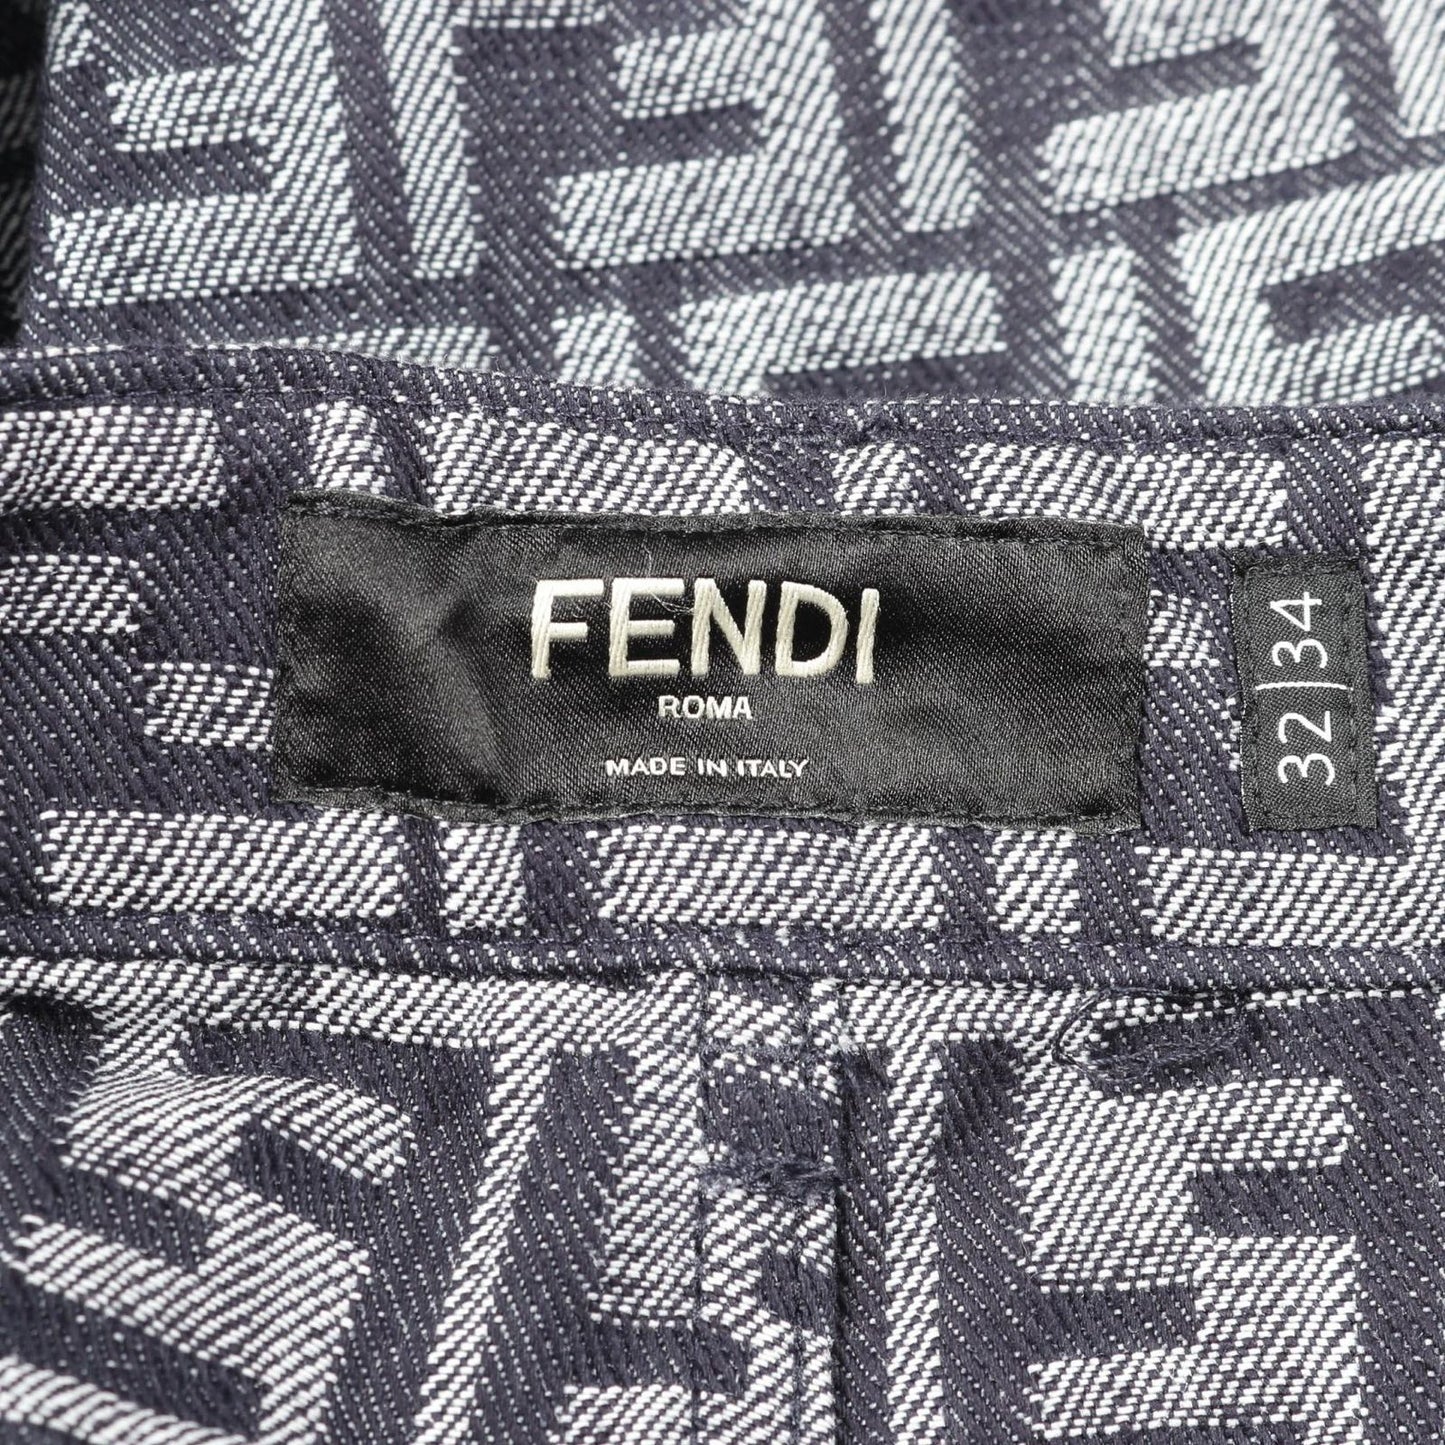 FENDI
ROMA
MADE IN ITALY
32|34